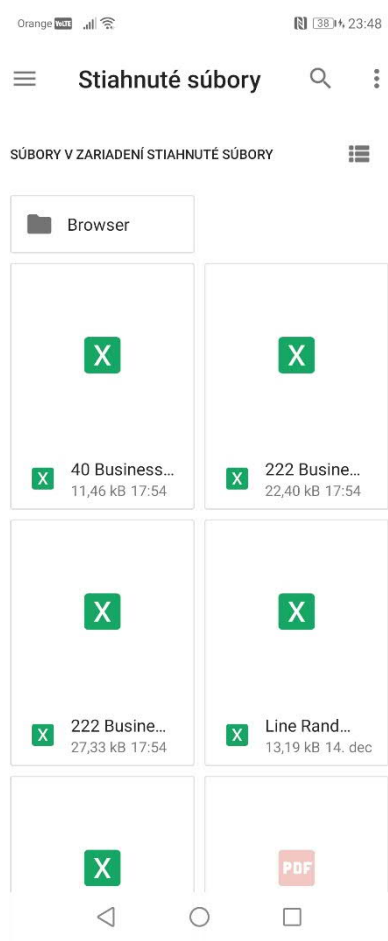 Orange VoLTE 38 23:48
Stiahnuté súbory
SÚBORY V ZARIADENÍ STIAHNUTÉ SÚBORY
Browser
X X
X 40 Business... X 222 Busine...
11,46 kB 17:54 22,40 kB 17:54
X X
X 222 Busine... X Line Rand...
27,33 kB 17:54 13,19 kB 14. dec
X PDF